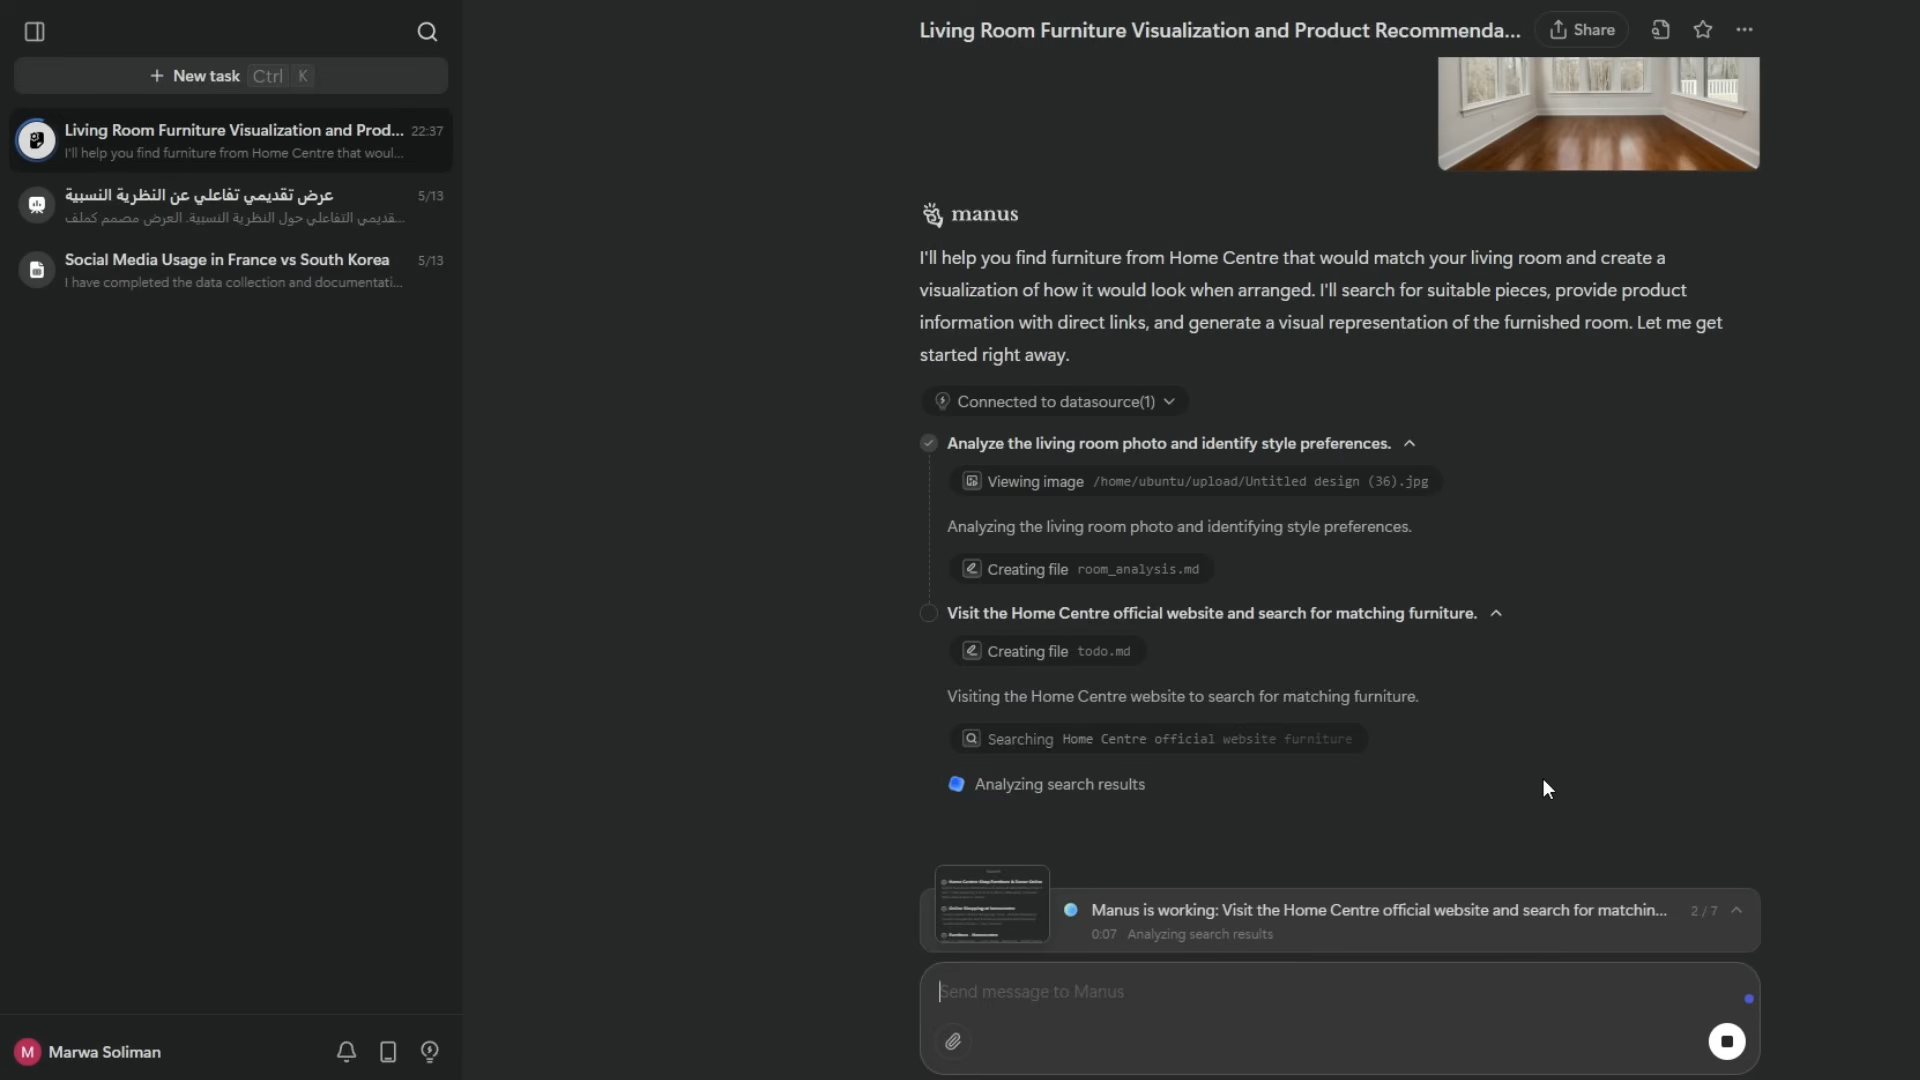 New task Ctrl K
Living Room Furniture Visualization and Prod... 22:37
I'll help you find furniture from Home Centre that woul...
عرض تقديمي تفاعلي عن النظرية النسبية 5/13
...قديمي التفاعلي حول النظرية النسبية. العرض مصمم كملف
Social Media Usage in France vs South Korea 5/13
I have completed the data collection and documentati...
M Marwa Soliman
Living Room Furniture Visualization and Product Recommenda... Share
manus
I'll help you find furniture from Home Centre that would match your living room and create a
visualization of how it would look when arranged. I'll search for suitable pieces, provide product
information with direct links, and generate a visual representation of the furnished room. Let me get
started right away.
Connected to datasource(1)
Analyze the living room photo and identify style preferences.
Viewing image /home/ubuntu/upload/Untitled design (36).jpg
Analyzing the living room photo and identifying style preferences.
Creating file room_analysis.md
Visit the Home Centre official website and search for matching furniture.
Creating file todo.md
Visiting the Home Centre website to search for matching furniture.
Searching Home Centre official website furniture
Analyzing search results
Manus is working: Visit the Home Centre official website and search for matchin... 2 / 7
0:07 Analyzing search results
Send message to Manus